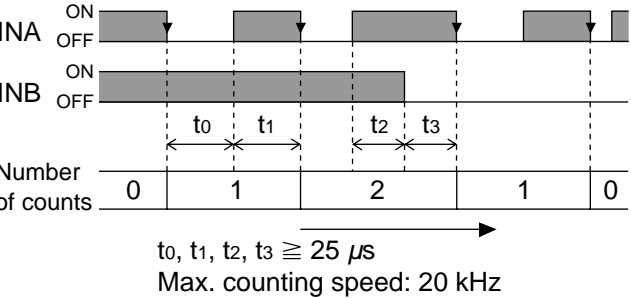 ON
INA OFF
ON
INB OFF
t0 t1 t2 t3
Number
of counts 0 1 2 1 0
t0, t1, t2, t3 ≧ 25 µs
Max. counting speed: 20 kHz